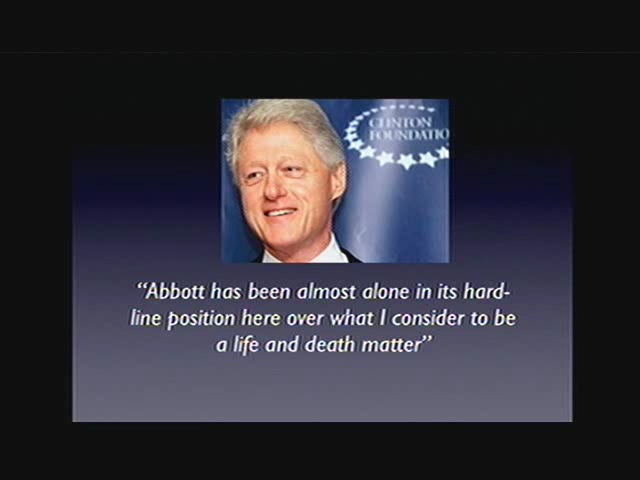 CLINTON
FOUNDATIO
“Abbott has been almost alone in its hard-
line position here over what I consider to be
a life and death matter”